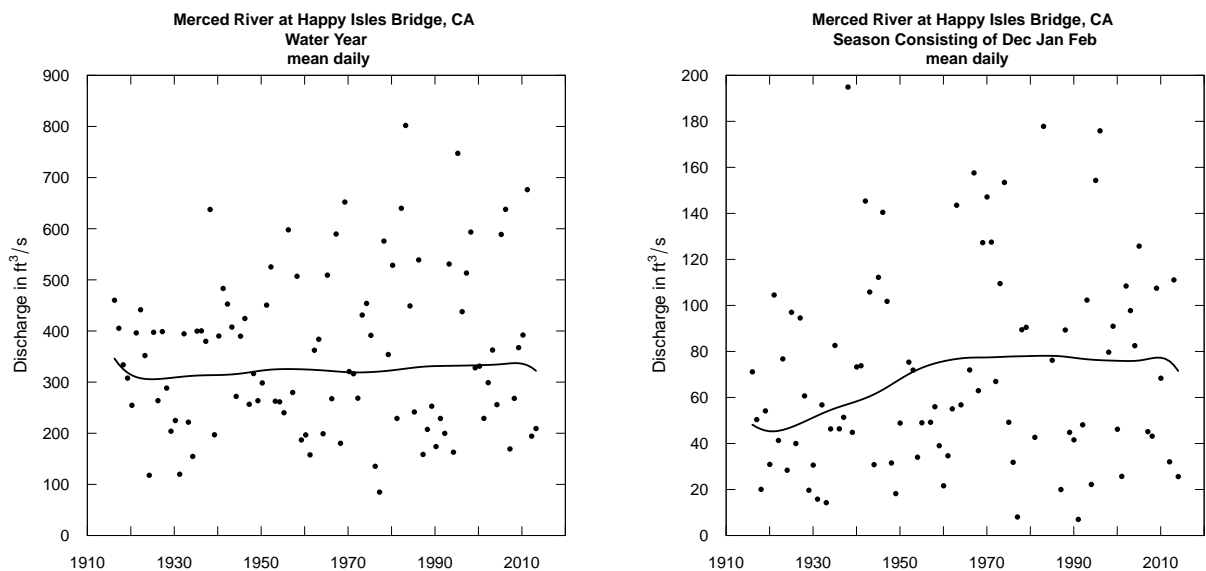 Merced River at Happy Isles Bridge, CA
Water Year
mean daily
900
800
700
600
500
400
300
200
100
0
Discharge in ft³/s
1910 1930 1950 1970 1990 2010
Merced River at Happy Isles Bridge, CA
Season Consisting of Dec Jan Feb
mean daily
200
180
160
140
120
100
80
60
40
20
0
Discharge in ft³/s
1910 1930 1950 1970 1990 2010